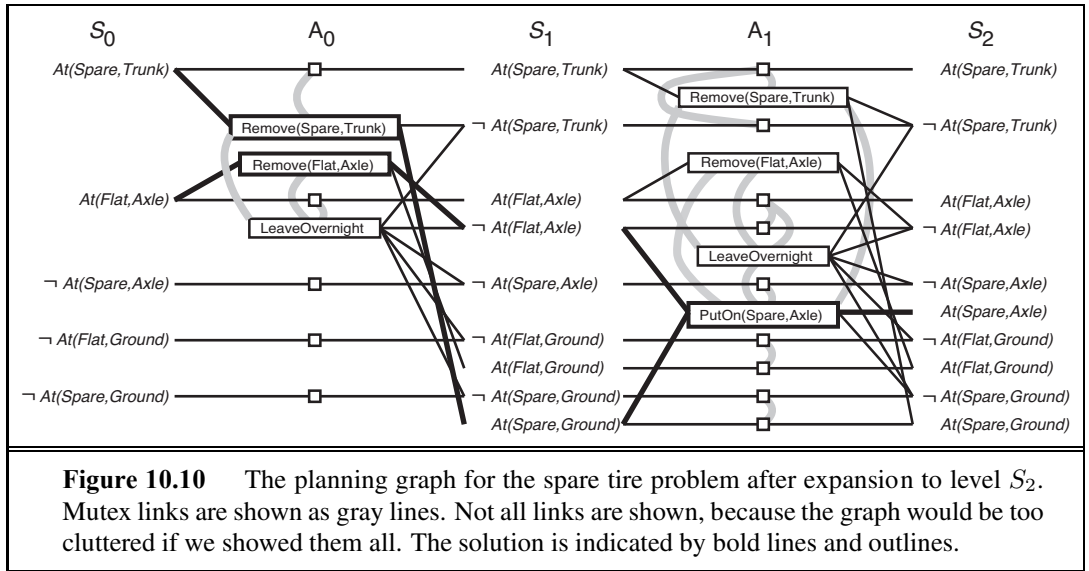 S0 A0 S1 A1 S2
At(Spare,Trunk) At(Spare,Trunk) At(Spare,Trunk)
Remove(Spare,Trunk)
Remove(Spare,Trunk) ¬ At(Spare,Trunk) ¬ At(Spare,Trunk)
Remove(Flat,Axle) Remove(Flat,Axle)
At(Flat,Axle) At(Flat,Axle) At(Flat,Axle)
LeaveOvernight ¬ At(Flat,Axle) ¬ At(Flat,Axle)
LeaveOvernight
¬ At(Spare,Axle) ¬ At(Spare,Axle) ¬ At(Spare,Axle)
PutOn(Spare,Axle) At(Spare,Axle)
¬ At(Flat,Ground) ¬ At(Flat,Ground) ¬ At(Flat,Ground)
At(Flat,Ground) At(Flat,Ground)
¬ At(Spare,Ground) ¬ At(Spare,Ground) ¬ At(Spare,Ground)
At(Spare,Ground) At(Spare,Ground)
Figure 10.10 The planning graph for the spare tire problem after expansion to level S2.
Mutex links are shown as gray lines. Not all links are shown, because the graph would be too
cluttered if we showed them all. The solution is indicated by bold lines and outlines.